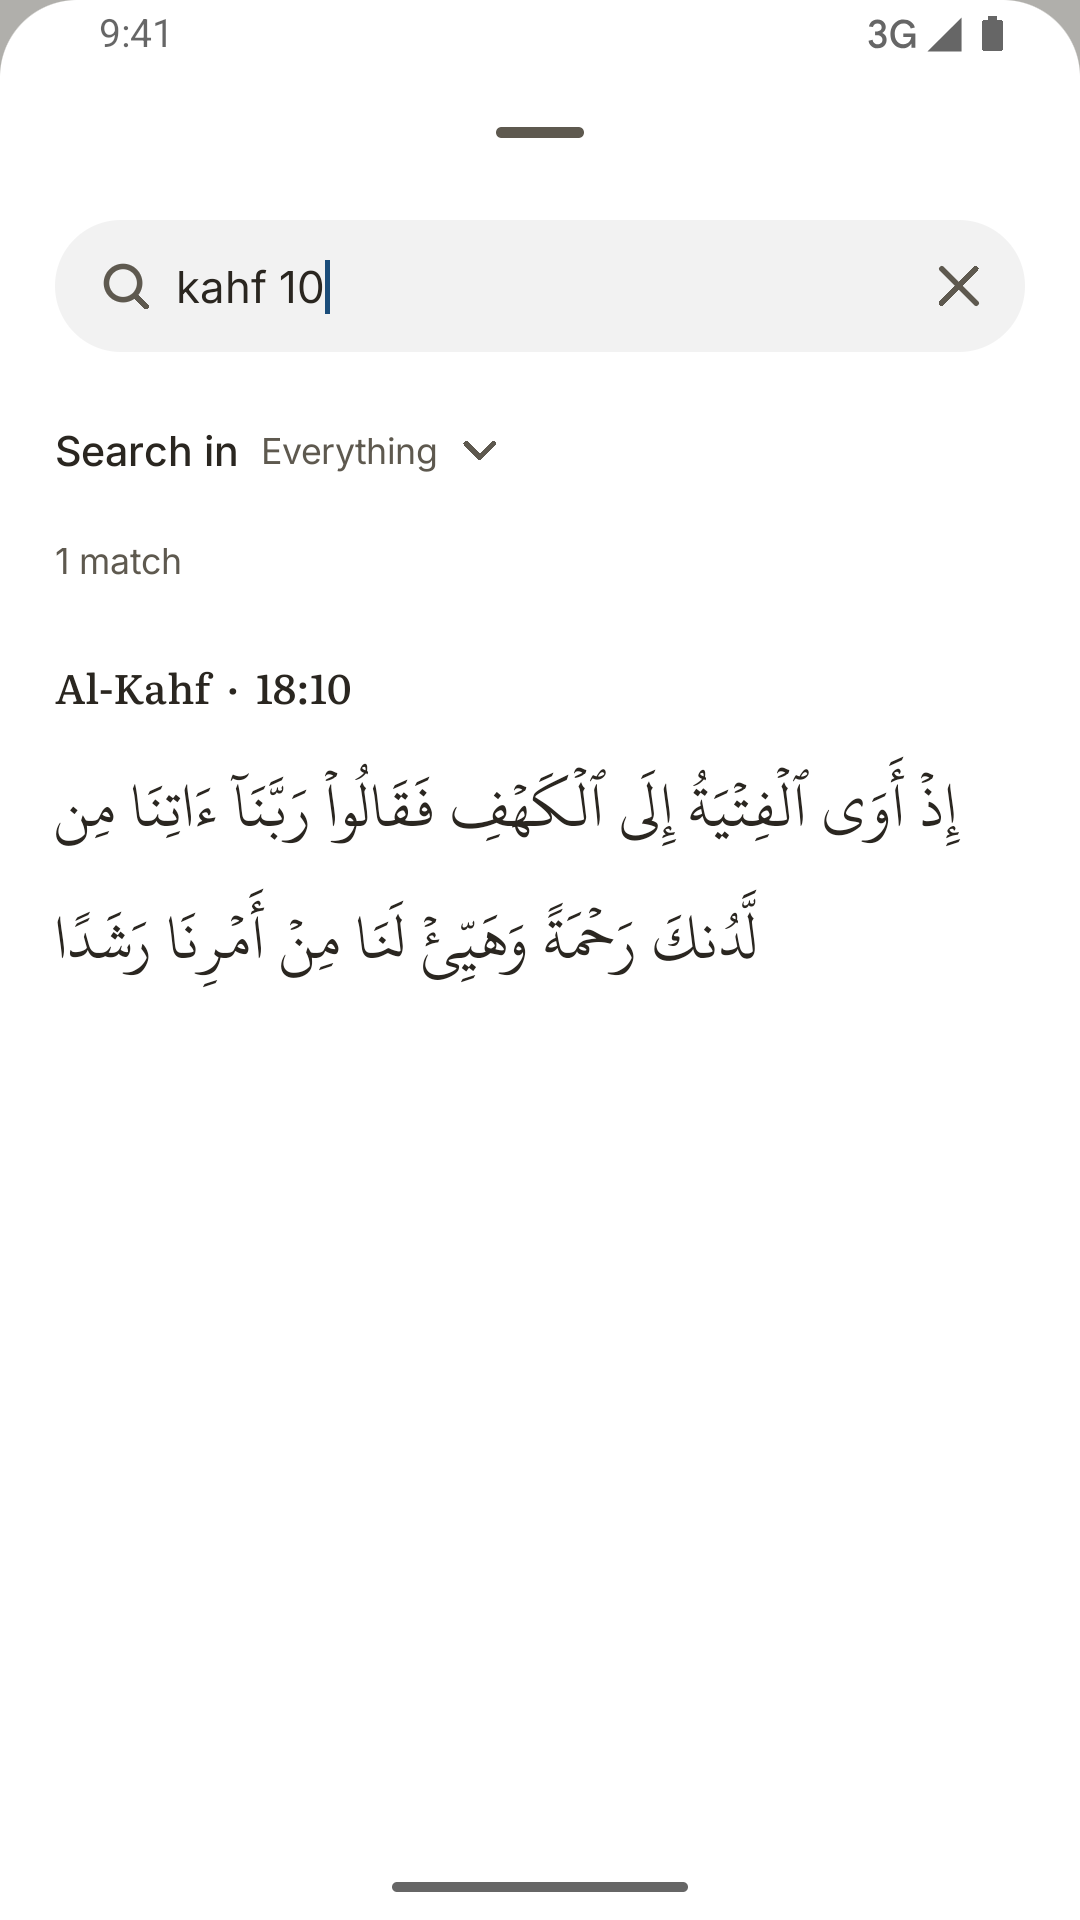 9:41 3G
kahf 10
Search in Everything
1 match
Al-Kahf · 18:10
إِذۡ أَوَى ٱلۡفِتۡيَةُ إِلَى ٱلۡكَهۡفِ فَقَالُواْ رَبَّنَآ ءَاتِنَا مِن
لَّدُنكَ رَحۡمَةٗ وَهَيِّئۡ لَنَا مِنۡ أَمۡرِنَا رَشَدٗا